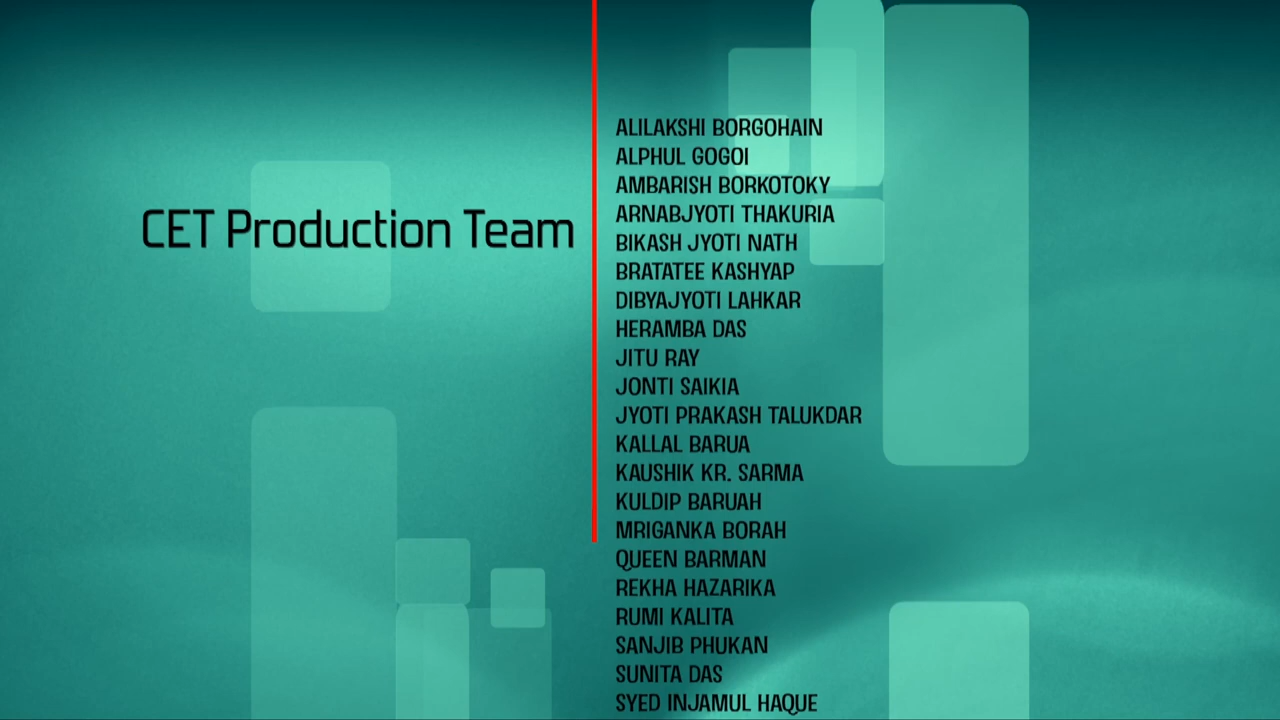 CET Production Team
ALILAKSHI BORGOHAIN
ALPHUL GOGOI
AMBARISH BORKOTOKY
ARNABJYOTI THAKURIA
BIKASH JYOTI NATH
BRATATEE KASHYAP
DIBYAJYOTI LAHKAR
HERAMBA DAS
JITU RAY
JONTI SAIKIA
JYOTI PRAKASH TALUKDAR
KALLAL BARUA
KAUSHIK KR. SARMA
KULDIP BARUAH
MRIGANKA BORAH
QUEEN BARMAN
REKHA HAZARIKA
RUMI KALITA
SANJIB PHUKAN
SUNITA DAS
SYED INJAMUL HAQUE